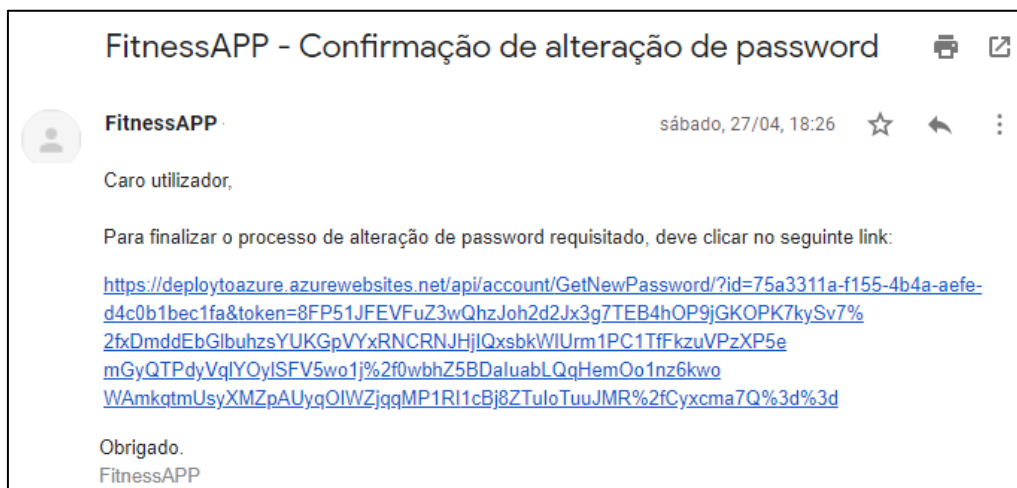 FitnessAPP - Confirmação de alteração de password
FitnessAPP
sábado, 27/04, 18:26
Caro utilizador,
Para finalizar o processo de alteração de password requisitado, deve clicar no seguinte link:
https://deploytoazure.azurewebsites.net/api/account/GetNewPassword/?id=75a3311a-f155-4b4a-aefe-
d4c0b1bec1fa&token=8FP51JFEVFuZ3wQhzJoh2d2Jx3g7TEB4hOP9jGKOPK7kySv7%
2fxDmddEbGlbuhzsYUKGpVYxRNCRNJHjIQxsbkWIUrm1PC1TfFkzuVPzXP5e
mGyQTPdyVqlYOyISFV5wo1j%2f0wbhZ5BDaluabLQqHemOo1nz6kwo
WAmkqtmUsyXMZpAUyqOIWZjqqMP1RI1cBj8ZTuIoTuuJMR%2fCyxcma7Q%3d%3d
Obrigado.
FitnessAPP